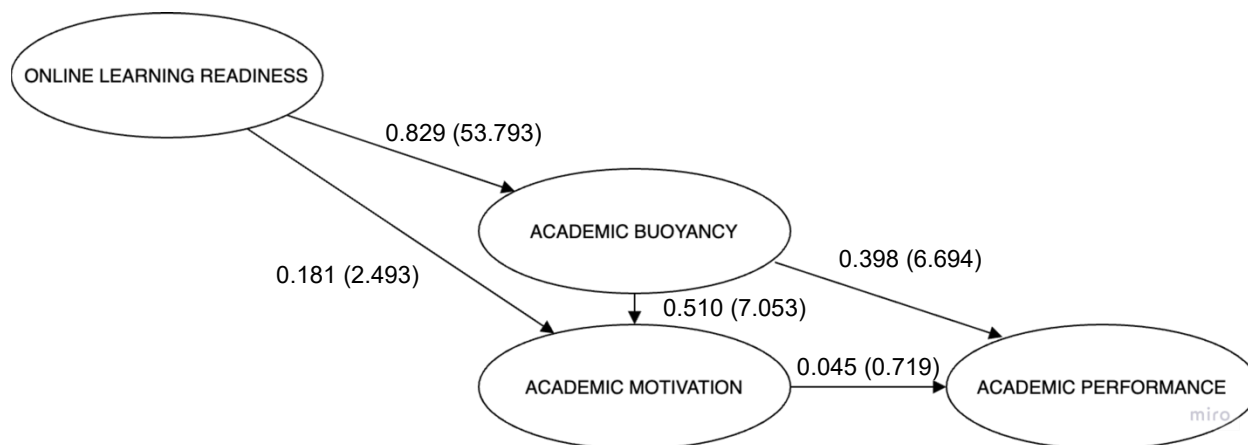 ONLINE LEARNING READINESS
0.829 (53.793)
ACADEMIC BUOYANCY
0.398 (6.694)
0.181 (2.493)
0.510 (7.053)
0.045 (0.719)
ACADEMIC MOTIVATION
ACADEMIC PERFORMANCE
miro